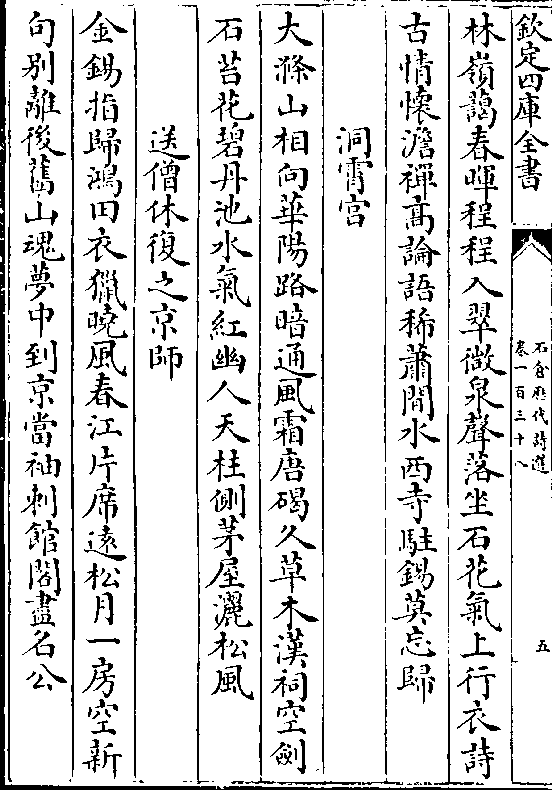 欽定四庫全書
石倉歷代詩選
卷一百三十八
五
林嶺藹春暉程程入翠微泉聲落坐石花氣上行衣詩
古情懷澹禪髙論語稀蕭閒水西寺駐錫莫忘歸
洞霄宮
大滌山相向華陽路暗通風霜唐碣久草木漢祠空劍
石苔花碧丹池水氣紅幽人天柱側茅屋灑松風
送僧休復之京師
金錫指歸鴻田衣獵曉風春江片席遠松月一房空新
句別離後舊山魂夢中到京當袖刺館閣盡名公